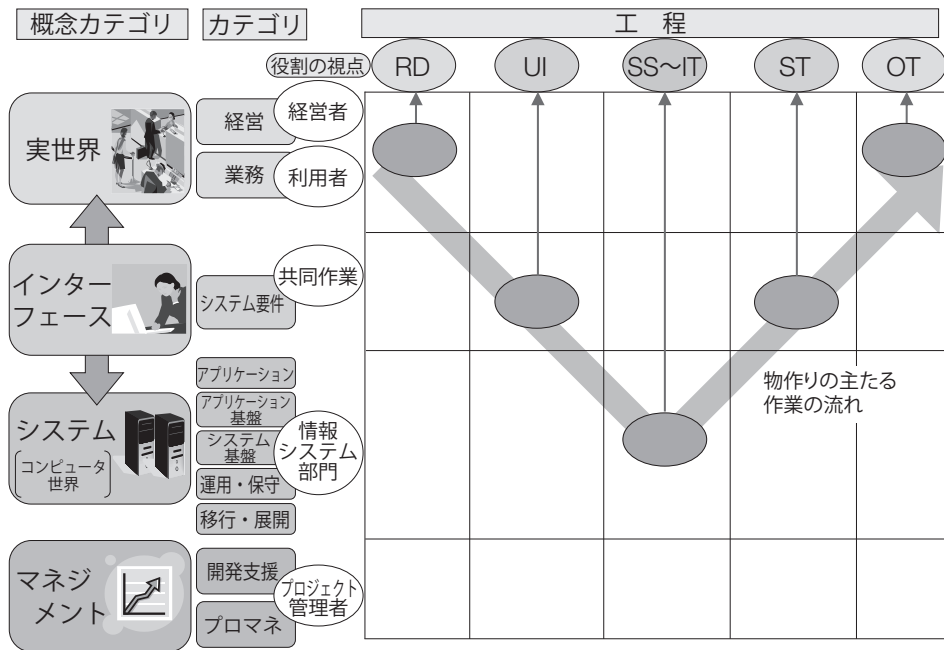 概念カテゴリ
カテゴリ
工 程
役割の視点
RD
UI
SS〜IT
ST
OT
実世界
経営
経営者
業務
利用者
インター
フェース
システム要件
共同作業
システム
コンピュータ
世界
アプリケーション
アプリケーション
基盤
システム
基盤
運用・保守
移行・展開
情報
システム
部門
物作りの主たる
作業の流れ
マネジ
メント
開発支援
プロマネ
プロジェクト
管理者